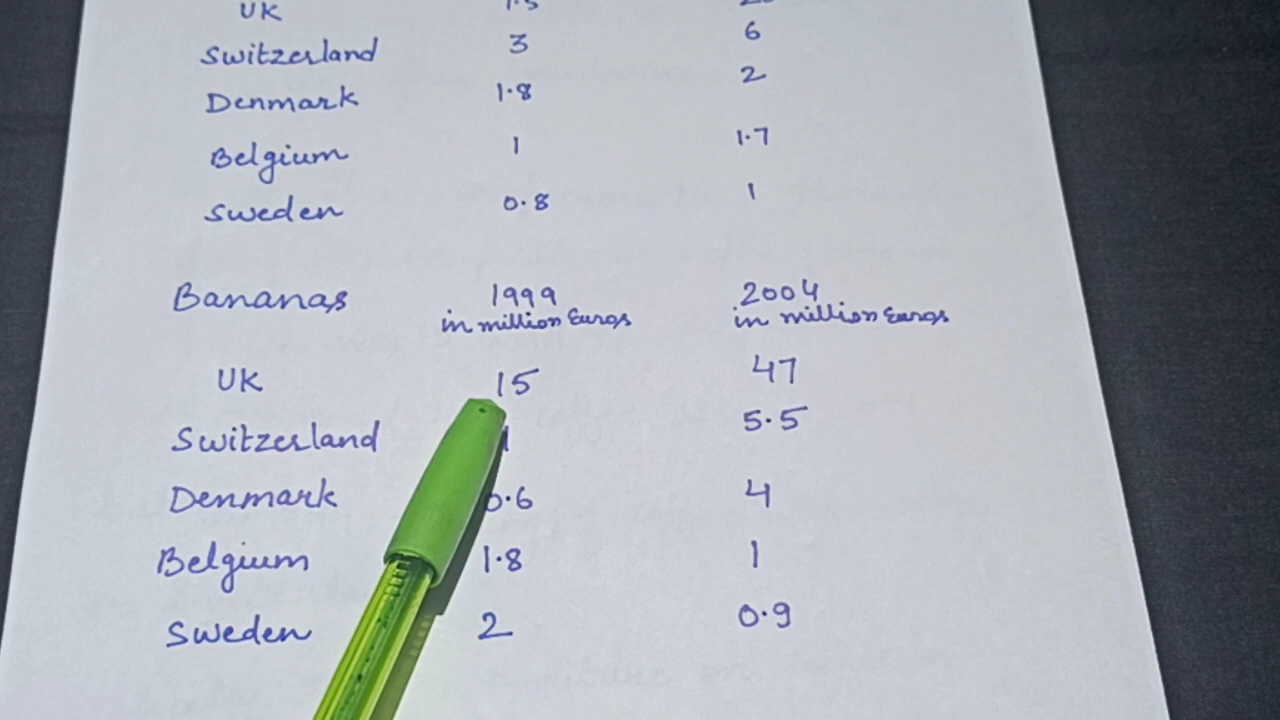 UK
Switzerland 3 6
Denmark 1.8 2
Belgium 1 1.7
Sweden 0.8 1
Bananas 1999 2004
in million Euros in million Euros
UK 15 47
Switzerland 5.5
Denmark 0.6 4
Belgium 1.8 1
Sweden 2 0.9